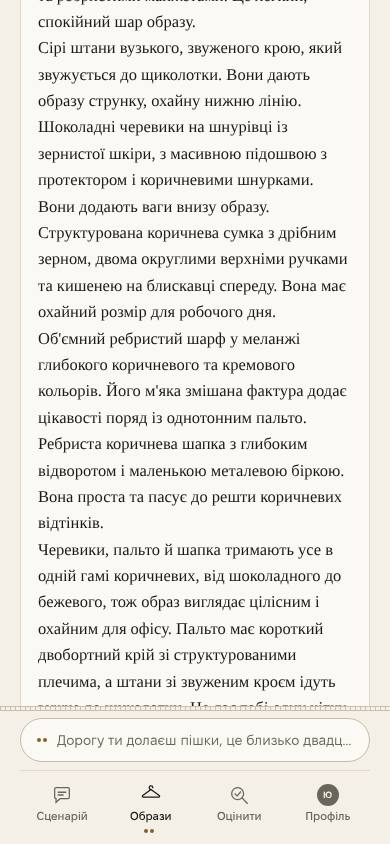 спокійний шар образу.
Сірі штани вузького, звуженого крою, який
звужується до щиколотки. Вони дають
образу струнку, охайну нижню лінію.
Шоколадні черевики на шнурівці із
зернистої шкіри, з масивною підошвою з
протектором і коричневими шнурками.
Вони додають ваги внизу образу.
Структурована коричнева сумка з дрібним
зерном, двома округлими верхніми ручками
та кишенею на блискавці спереду. Вона має
охайний розмір для робочого дня.
Об'ємний ребристий шарф у меланжі
глибокого коричневого та кремового
кольорів. Його м'яка змішана фактура додає
цікавості поряд із однотонним пальто.
Ребриста коричнева шапка з глибоким
відворотом і маленькою металевою біркою.
Вона проста та пасує до решти коричневих
відтінків.
Черевики, пальто й шапка тримають усе в
одній гамі коричневих, від шоколадного до
бежевого, тож образ виглядає цілісним і
охайним для офісу. Пальто має короткий
двобортний крій зі структурованими
плечима, а штани зі звуженим кроєм ідуть
Дорогу ти долаєш пішки, це близько двадц...
Сценарій
Образи
Оцінити
Ю
Профіль